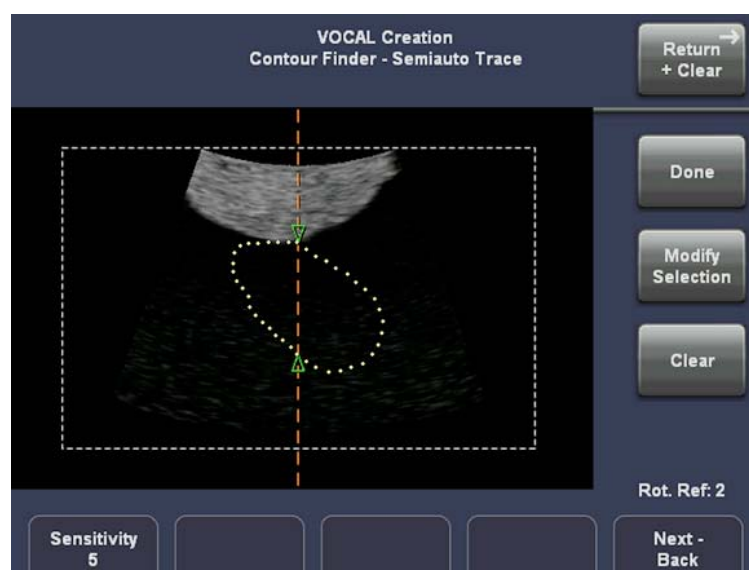 VOCAL Creation
Contour Finder - Semiauto Trace
Return
+ Clear
Done
Modify
Selection
Clear
Rot. Ref: 2
Sensitivity
5
Next -
Back